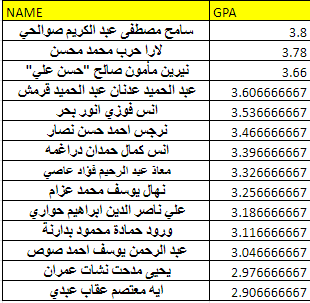 NAME GPA
سامح مصطفى عبد الكريم صوالحي 3.8
لارا حرب محمد محسن 3.78
نيرين مأمون صالح "حسن علي" 3.66
عبد الحميد عدنان عبد الحميد قرمش 3.606666667
انس فوزي انور بحر 3.536666667
نرجس احمد حسن نصار 3.466666667
انس كمال حمدان دراغمه 3.396666667
معاذ عبد الرحيم فؤاد عاصي 3.326666667
نهال يوسف محمد عزام 3.256666667
علي ناصر الدين ابراهيم حواري 3.186666667
ورود حمادة محمود بدارنة 3.116666667
عبد الرحمن يوسف احمد صوص 3.046666667
يحيى مدحت نشات عمران 2.976666667
ايه معتصم عقاب عبدي 2.906666667